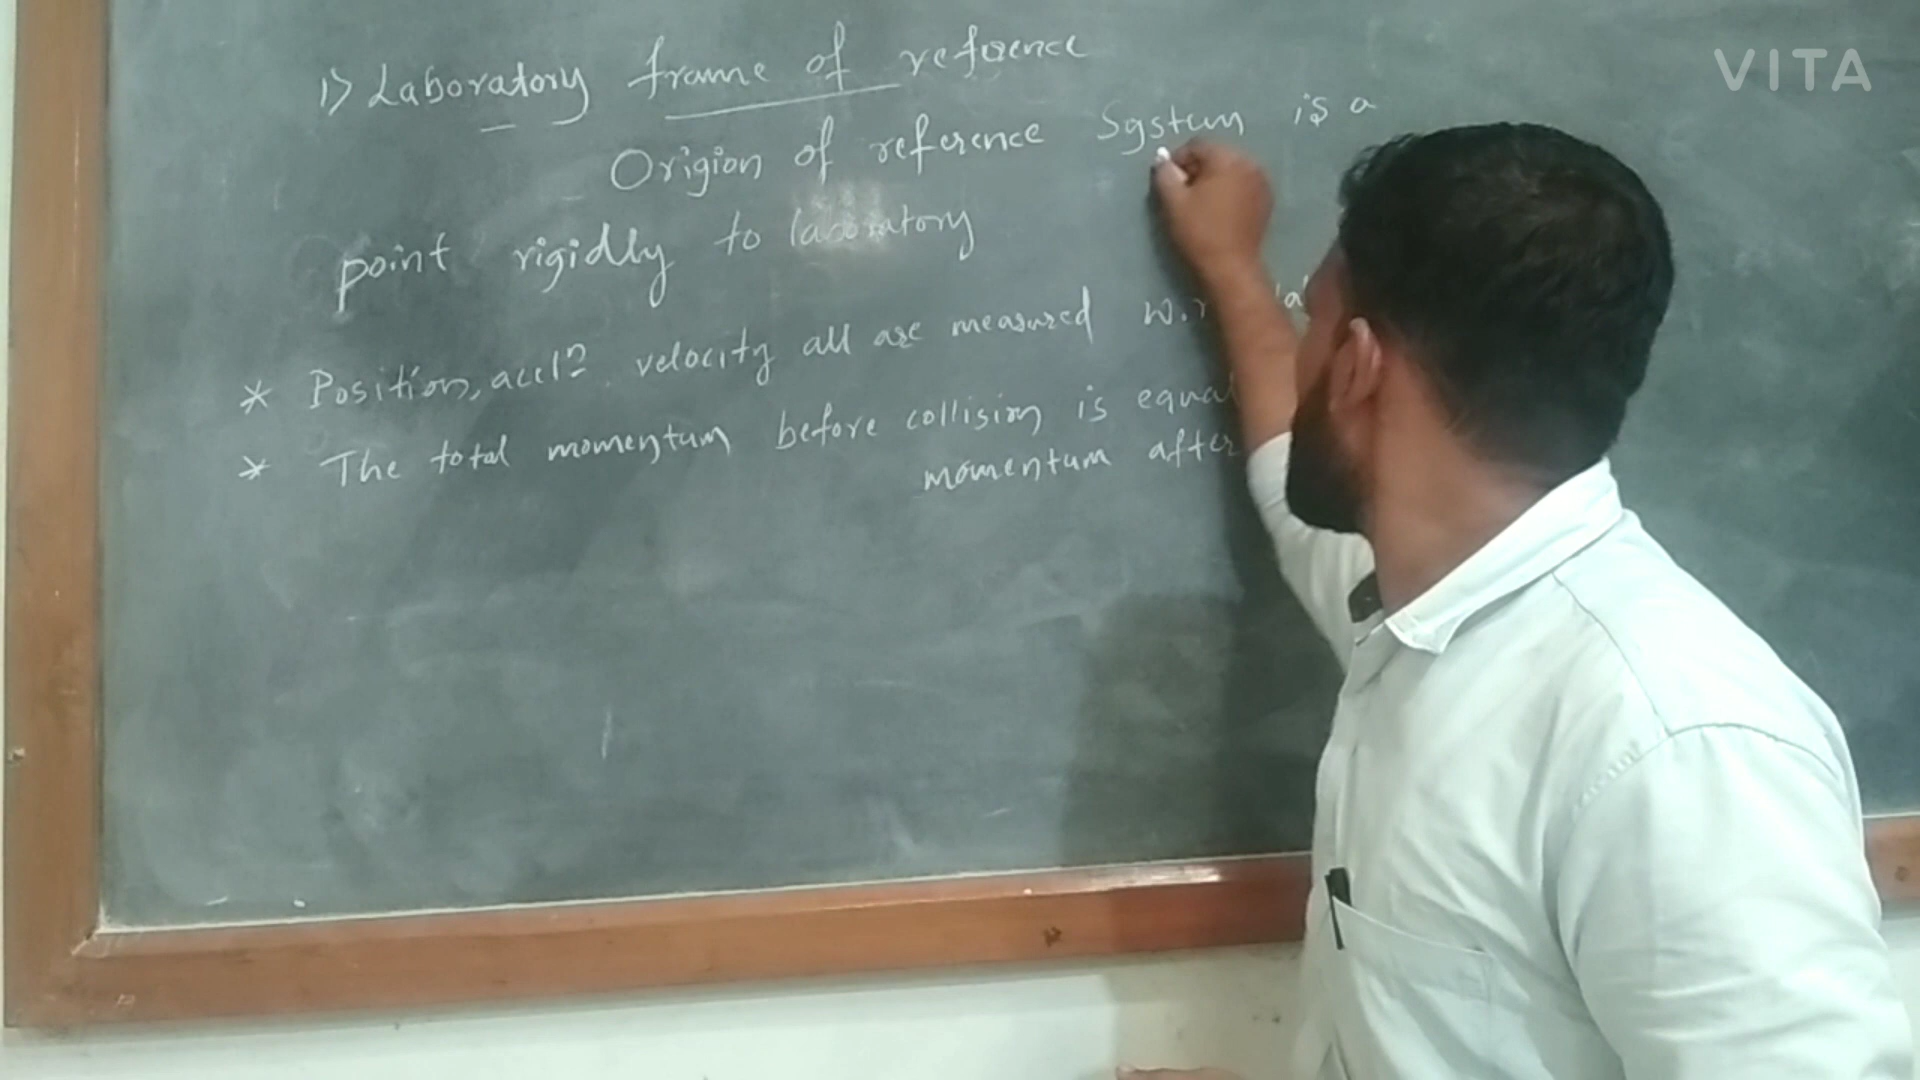 1) Laboratory frame of reference
VITA
Origion of reference System is a
point rigidly to laboratory
* Position, accln velocity all are measured w.r
* The total momentum before collision is equal
momentum after